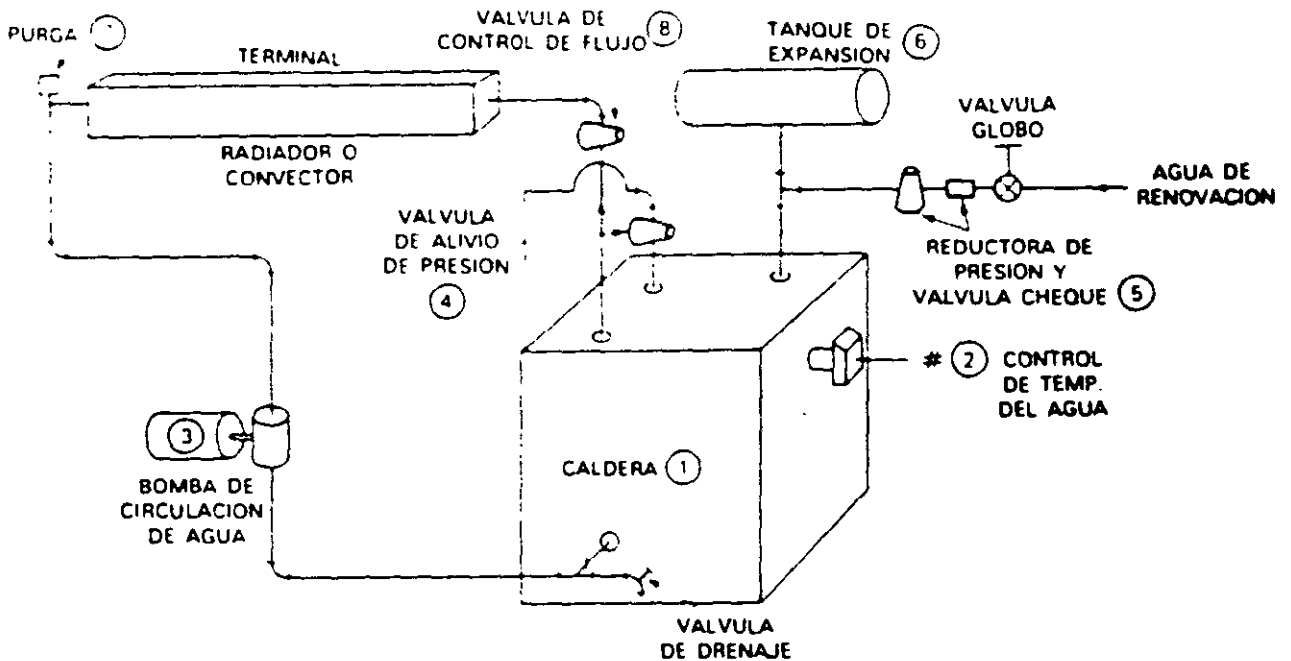 PURGA
TERMINAL
RADIADOR O
CONVECTOR
VALVULA DE
CONTROL DE FLUJO 8
TANQUE DE
EXPANSION 6
VALVULA
GLOBO
AGUA DE
RENOVACION
VALVULA
DE ALIVIO
DE PRESION
4
REDUCTORA DE
PRESION Y
VALVULA CHEQUE 5
# 2 CONTROL
DE TEMP.
DEL AGUA
3
BOMBA DE
CIRCULACION
DE AGUA
CALDERA 1
VALVULA
DE DRENAJE